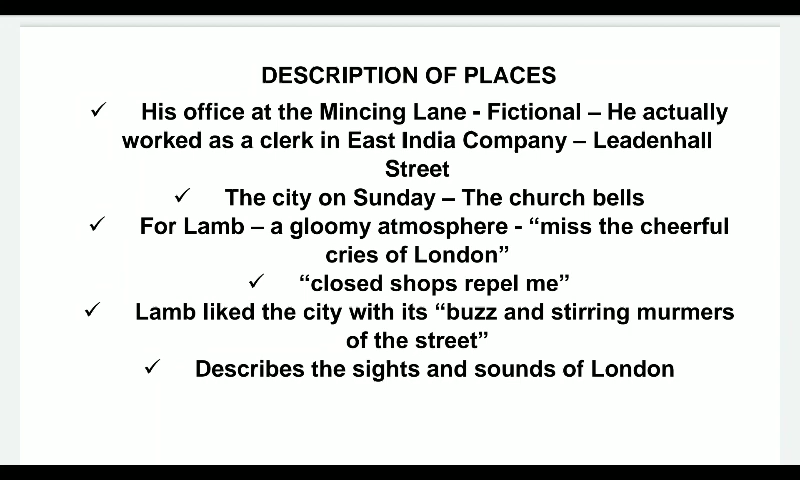 DESCRIPTION OF PLACES
✓ His office at the Mincing Lane - Fictional – He actually
worked as a clerk in East India Company – Leadenhall
Street
✓ The city on Sunday – The church bells
✓ For Lamb – a gloomy atmosphere - “miss the cheerful
cries of London”
✓ “closed shops repel me”
✓ Lamb liked the city with its “buzz and stirring murmers
of the street”
✓ Describes the sights and sounds of London